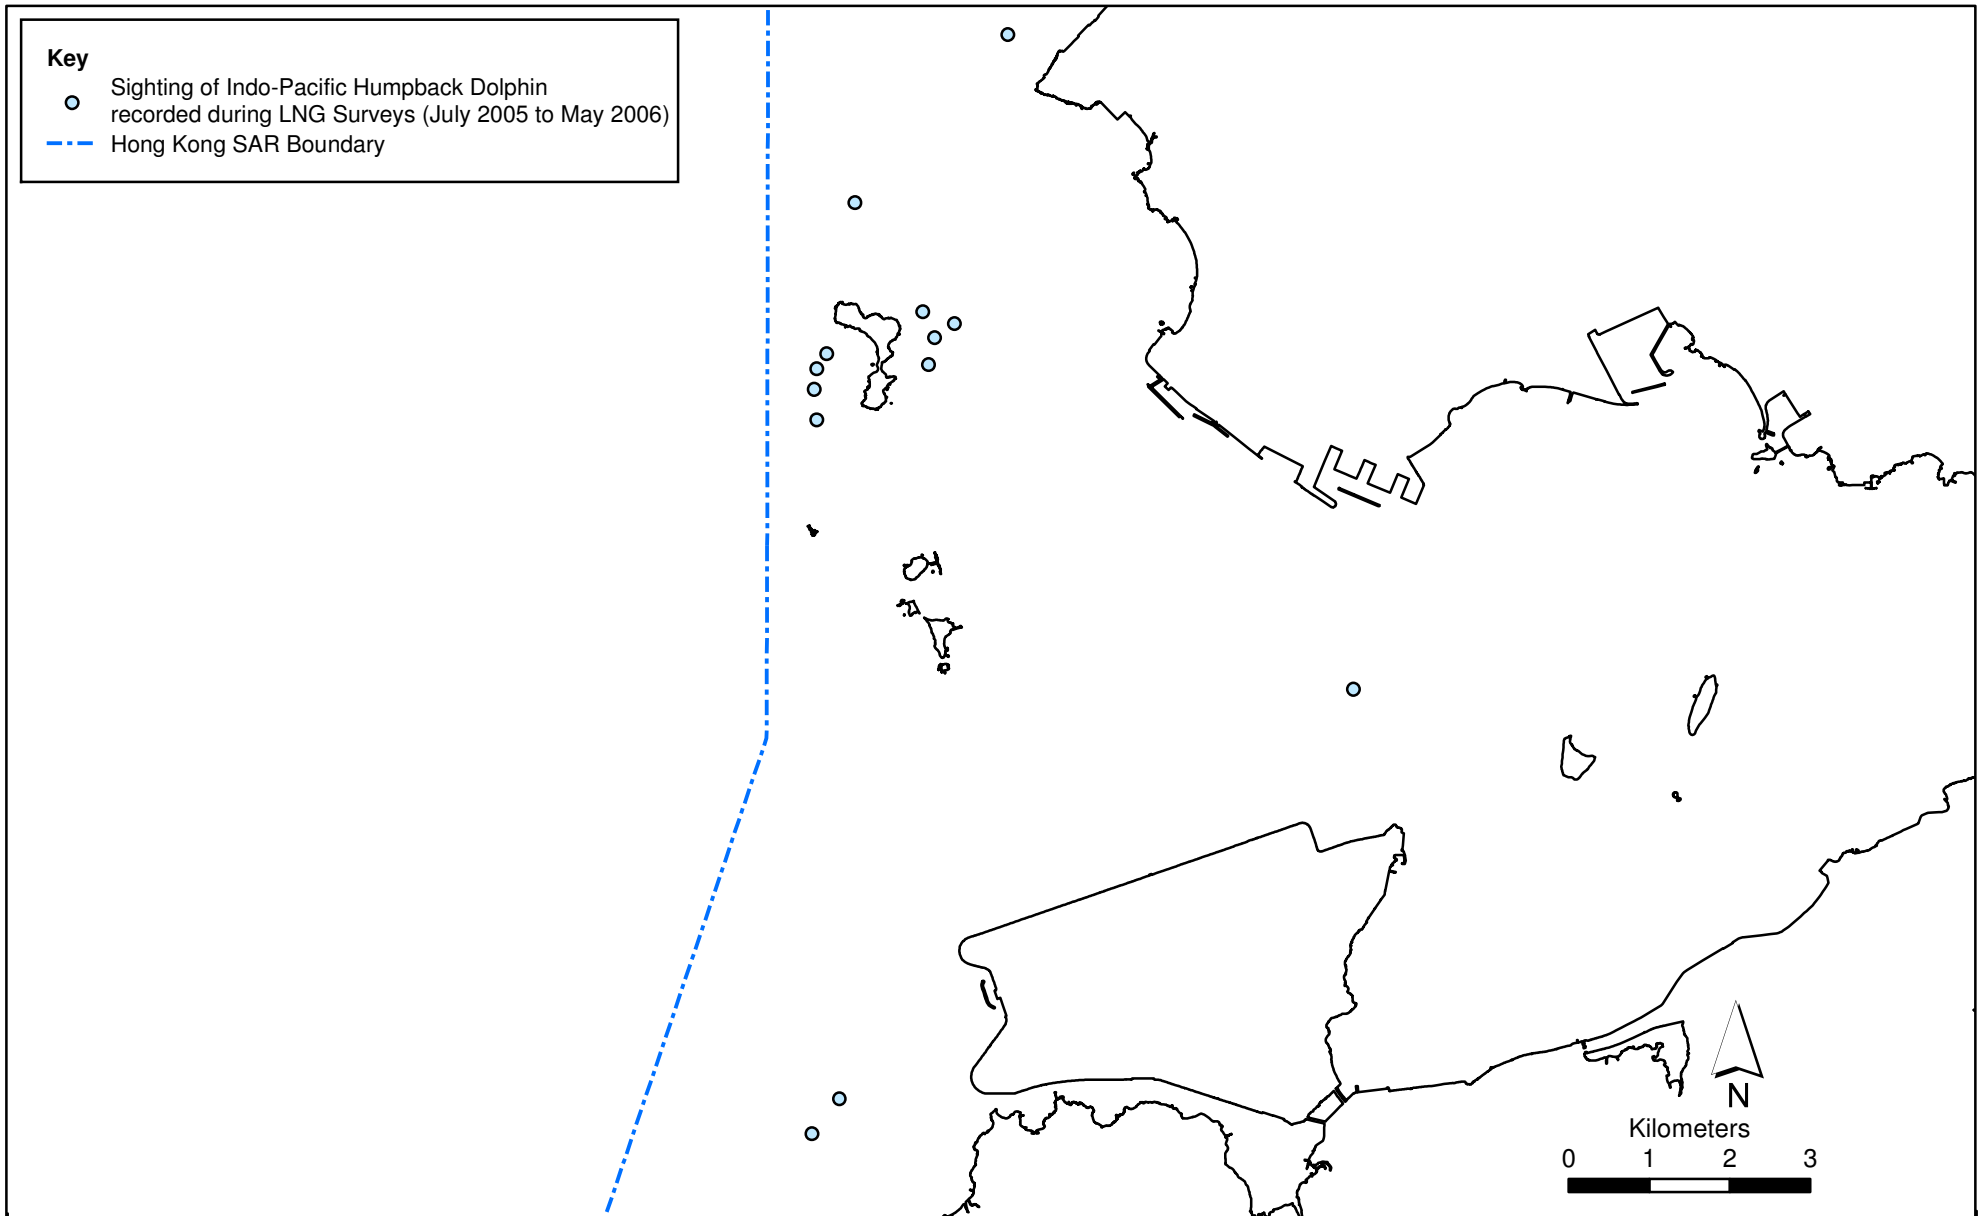 Key
Sighting of Indo-Pacific Humpback Dolphin
recorded during LNG Surveys (July 2005 to May 2006)
Hong Kong SAR Boundary
N
Kilometers
0 1 2 3